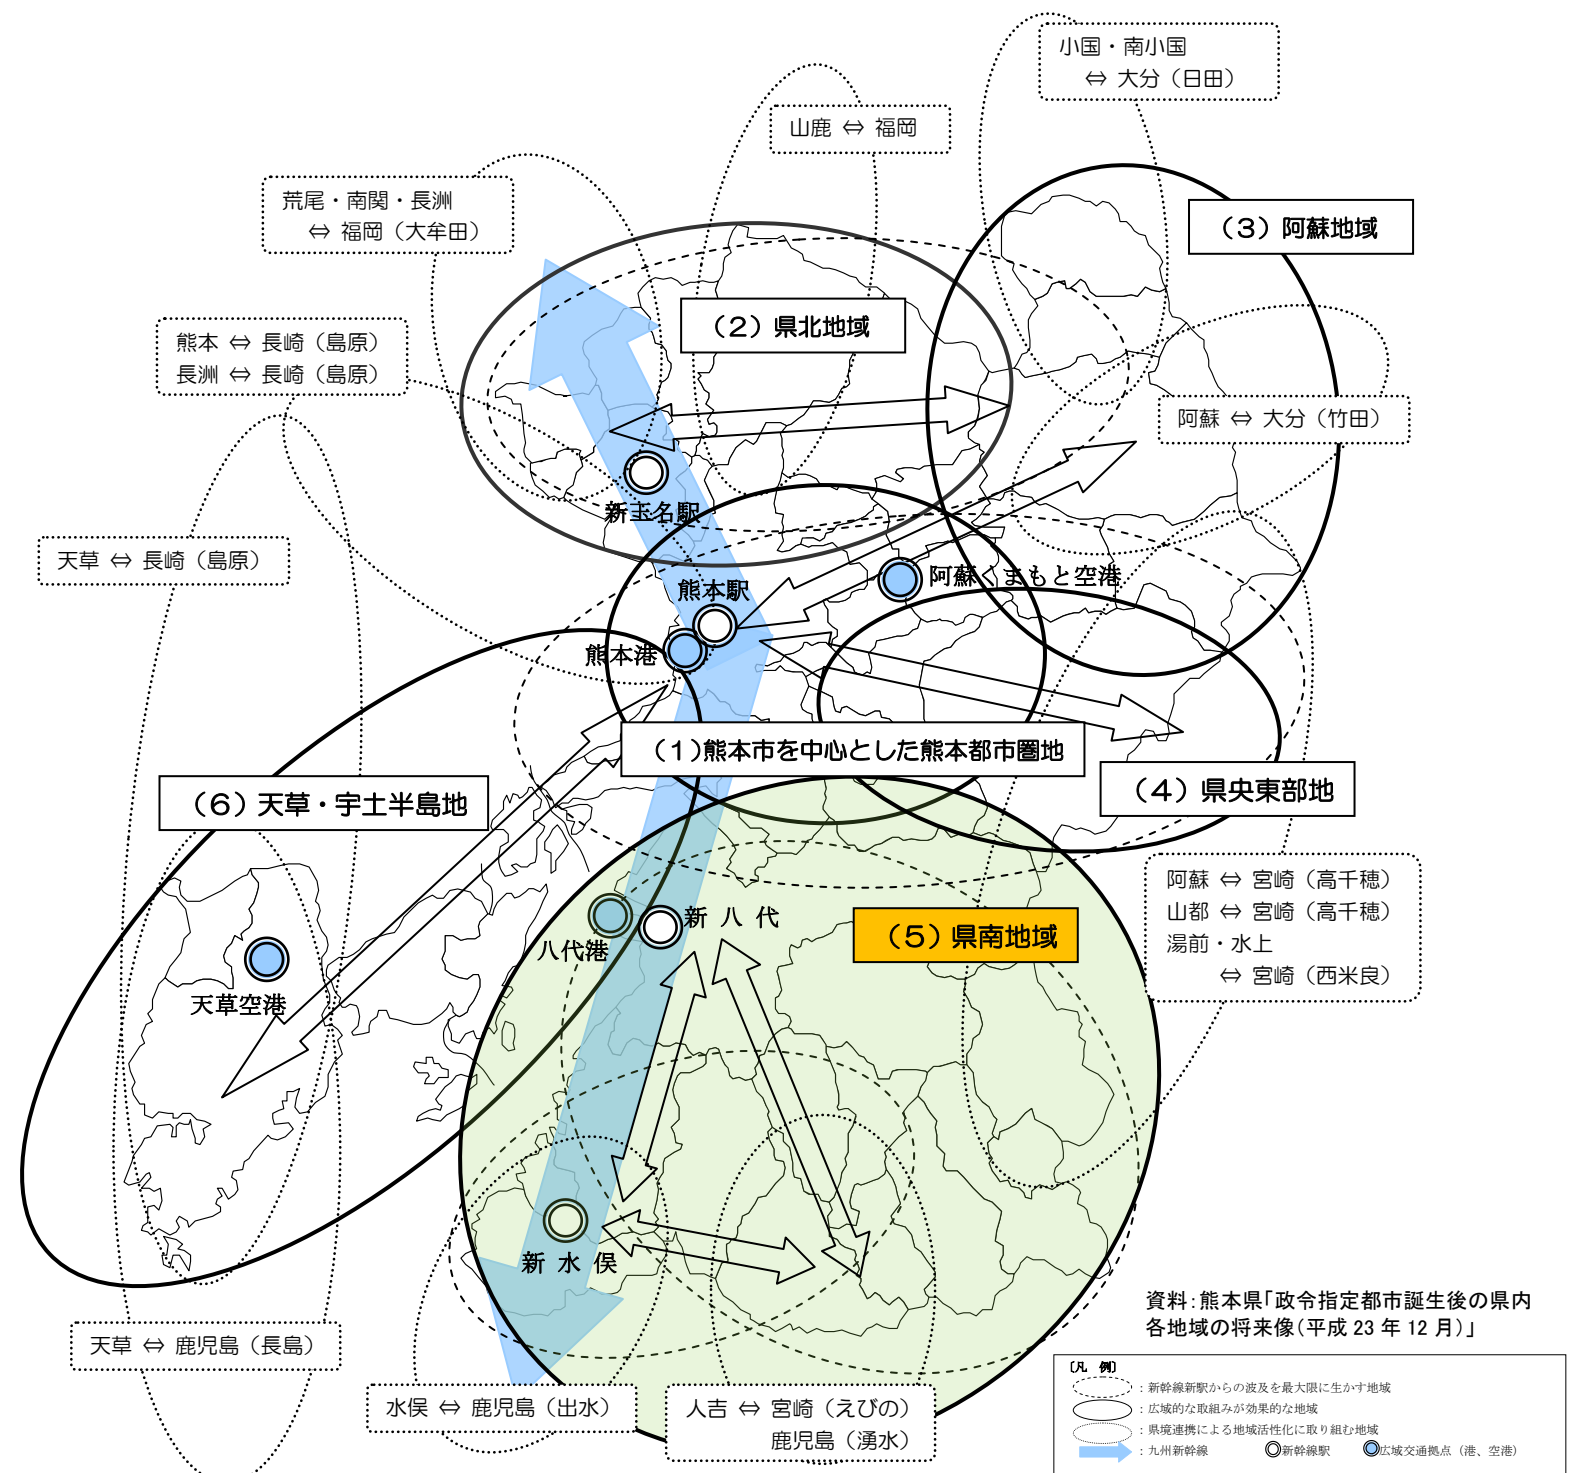 小国・南小国
⇔ 大分（日田）
山鹿 ⇔ 福岡
荒尾・南関・長洲
⇔ 福岡（大牟田）
（３）阿蘇地域
（２）県北地域
熊本 ⇔ 長崎（島原）
長洲 ⇔ 長崎（島原）
阿蘇 ⇔ 大分（竹田）
新玉名駅
天草 ⇔ 長崎（島原）
阿蘇くまもと空港
熊本駅
熊本港
（１）熊本市を中心とした熊本都市圏地
（４）県央東部地
（６）天草・宇土半島地
阿蘇 ⇔ 宮崎（高千穂）
山都 ⇔ 宮崎（高千穂）
湯前・水上
⇔ 宮崎（西米良）
新 八 代
（５）県南地域
八代港
天草空港
新 水 俣
資料：熊本県「政令指定都市誕生後の県内
各地域の将来像（平成 23 年 12 月）」
天草 ⇔ 鹿児島（長島）
水俣 ⇔ 鹿児島（出水）
人吉 ⇔ 宮崎（えびの）
鹿児島（湧水）
〔凡　例〕
：新幹線新駅からの波及を最大限に生かす地域
：広域的な取組みが効果的な地域
：県境連携による地域活性化に取り組む地域
：九州新幹線　新幹線駅　広域交通拠点（港、空港）